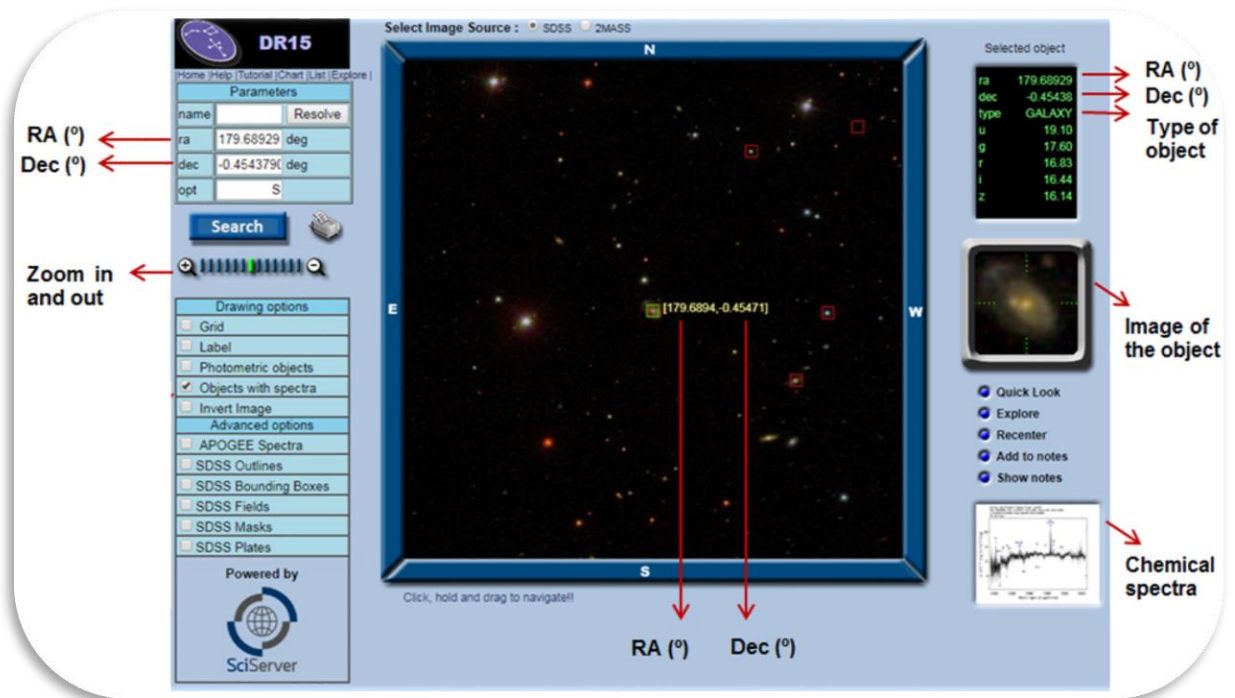 Select Image Source : SDSS 2MASS
DR15
|Home |Help |Tutorial |Chart |List |Explore |
Parameters
name Resolve
ra 179.68929 deg
dec -0.4543790 deg
opt S
Search
RA (º)
Dec (º)
Zoom in
and out
Drawing options
Grid
Label
Photometric objects
Objects with spectra
Invert Image
Advanced options
APOGEE Spectra
SDSS Outlines
SDSS Bounding Boxes
SDSS Fields
SDSS Masks
SDSS Plates
Powered by
SciServer
N
E
W
S
[179.6894,-0.45471]
Click, hold and drag to navigate!!
RA (º) Dec (º)
Selected object
ra 179.68929
dec -0.45438
type GALAXY
u 19.10
g 17.60
r 16.83
i 16.44
z 16.14
RA (º)
Dec (º)
Type of
object
Image of
the object
Quick Look
Explore
Recenter
Add to notes
Show notes
Chemical
spectra